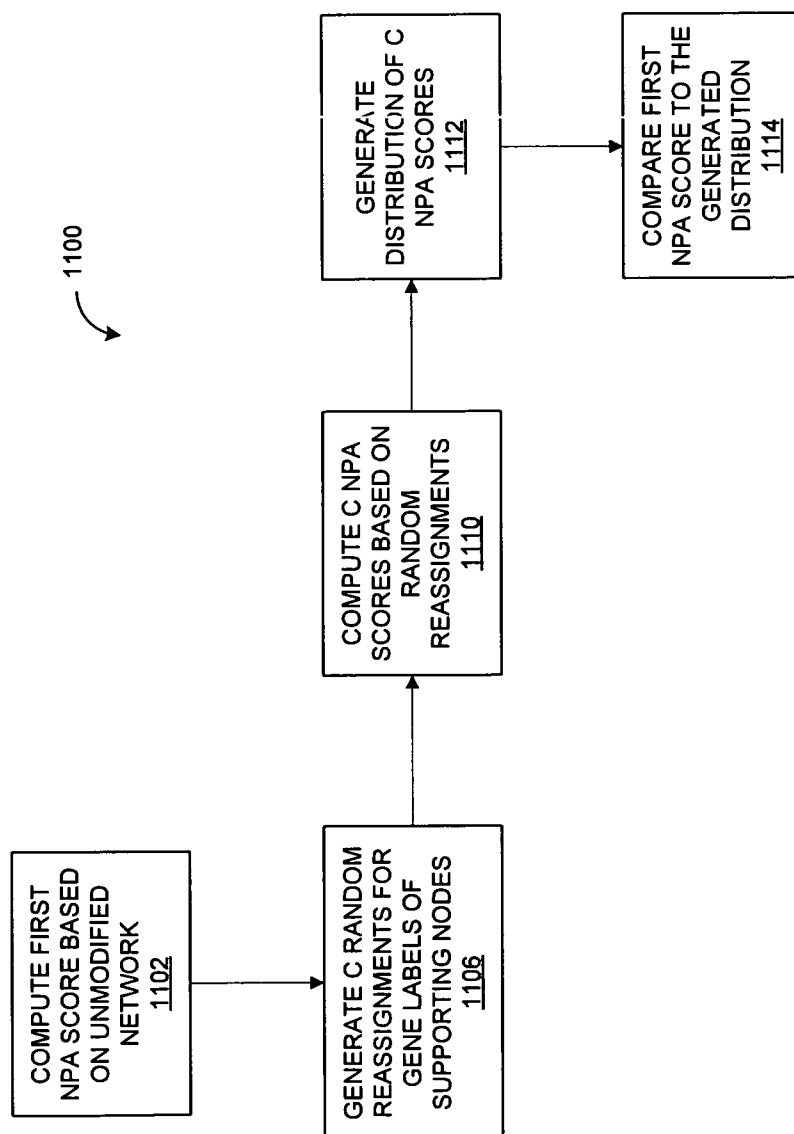 1100
COMPUTE FIRST
NPA SCORE BASED
ON UNMODIFIED
NETWORK
1102
GENERATE C RANDOM
REASSIGNMENTS FOR
GENE LABELS OF
SUPPORTING NODES
1106
COMPUTE C NPA
SCORES BASED ON
RANDOM
REASSIGNMENTS
1110
GENERATE
DISTRIBUTION OF C
NPA SCORES
1112
COMPARE FIRST
NPA SCORE TO THE
GENERATED
DISTRIBUTION
1114